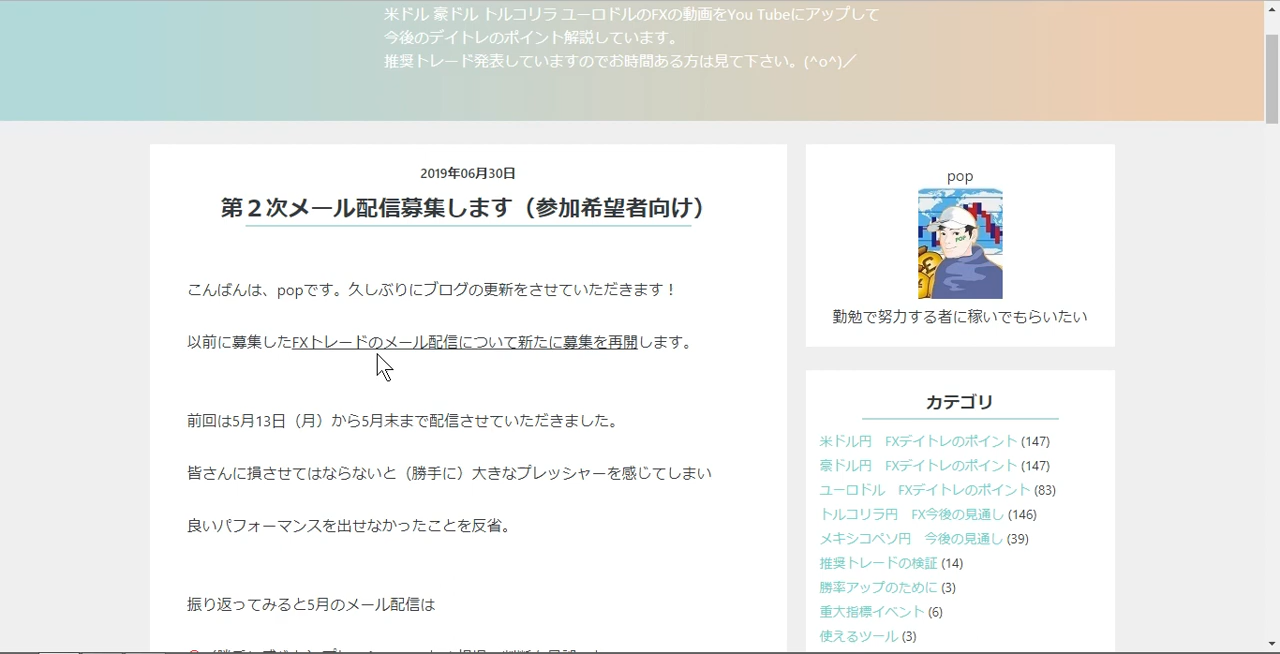 米ドル 豪ドル トルコリラ ユーロドルのFXの動画をYou Tubeにアップして
今後のデイトレのポイント解説しています。
推奨トレード発表していますのでお時間ある方は見て下さい。(^o^)／
2019年06月30日
第２次メール配信募集します（参加希望者向け）
こんばんは、popです。久しぶりにブログの更新をさせていただきます！
以前に募集したFXトレードのメール配信について新たに募集を再開します。
前回は5月13日（月）から5月末まで配信させていただきました。
皆さんに損させてはならないと（勝手に）大きなプレッシャーを感じてしまい
良いパフォーマンスを出せなかったことを反省。
振り返ってみると5月のメール配信は
pop
POP
勤勉で努力する者に稼いでもらいたい
カテゴリ
米ドル円　FXデイトレのポイント (147)
豪ドル円　FXデイトレのポイント (147)
ユーロドル　FXデイトレのポイント (83)
トルコリラ円　FX今後の見通し (146)
メキシコペソ円　今後の見通し (39)
推奨トレードの検証 (14)
勝率アップのために (3)
重大指標イベント (6)
使えるツール (3)